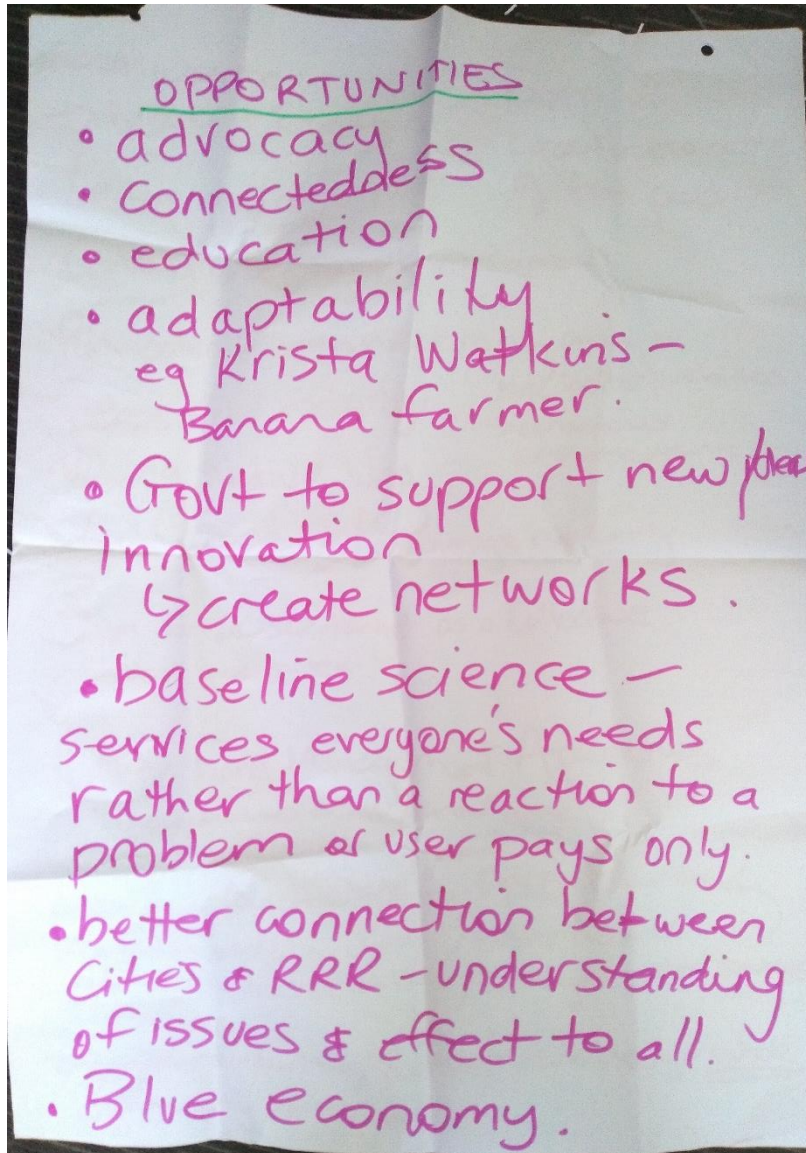 OPPORTUNITIES
• advocacy
• connecteddess
• education
• adaptability
eg Krista Watkins –
Banana farmer.
• Govt to support new
innovation
↳ create networks.
• baseline science –
services everyone's needs
rather than a reaction to a
problem or user pays only.
• better connection between
Cities & RRR – understanding
of issues & effect to all.
• Blue economy.